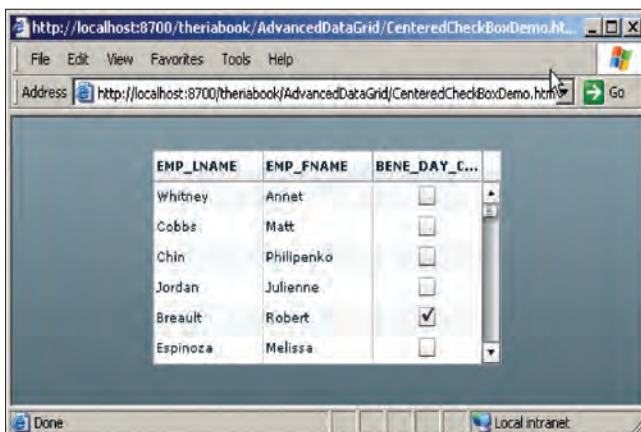 http://localhost:8700/theriabook/AdvancedDataGrid/CenteredCheckBoxDemo.ht...
File Edit View Favorites Tools Help
Address http://localhost:8700/theriabook/AdvancedDataGrid/CenteredCheckBoxDemo.html Go
EMP_LNAME EMP_FNAME BENE_DAY_C...
Whitney Annet
Cobbs Matt
Chin Philipenko
Jordan Julienne
Breault Robert
Espinoza Melissa
Done Local intranet